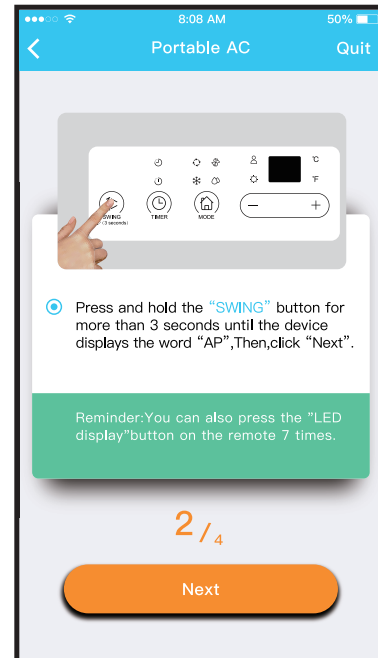 8:08 AM
50%
Portable AC
Quit
℃
℉
SWING
TIMER
MODE
(3 seconds)
Press and hold the “SWING” button for
more than 3 seconds until the device
displays the word “AP”,Then,click “Next”.
Reminder:You can also press the ”LED
display”button on the remote 7 times.
2/4
Next